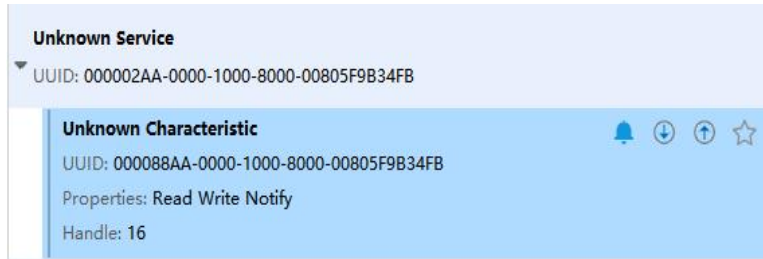 Unknown Service
UUID: 000002AA-0000-1000-8000-00805F9B34FB
Unknown Characteristic
UUID: 000088AA-0000-1000-8000-00805F9B34FB
Properties: Read Write Notify
Handle: 16